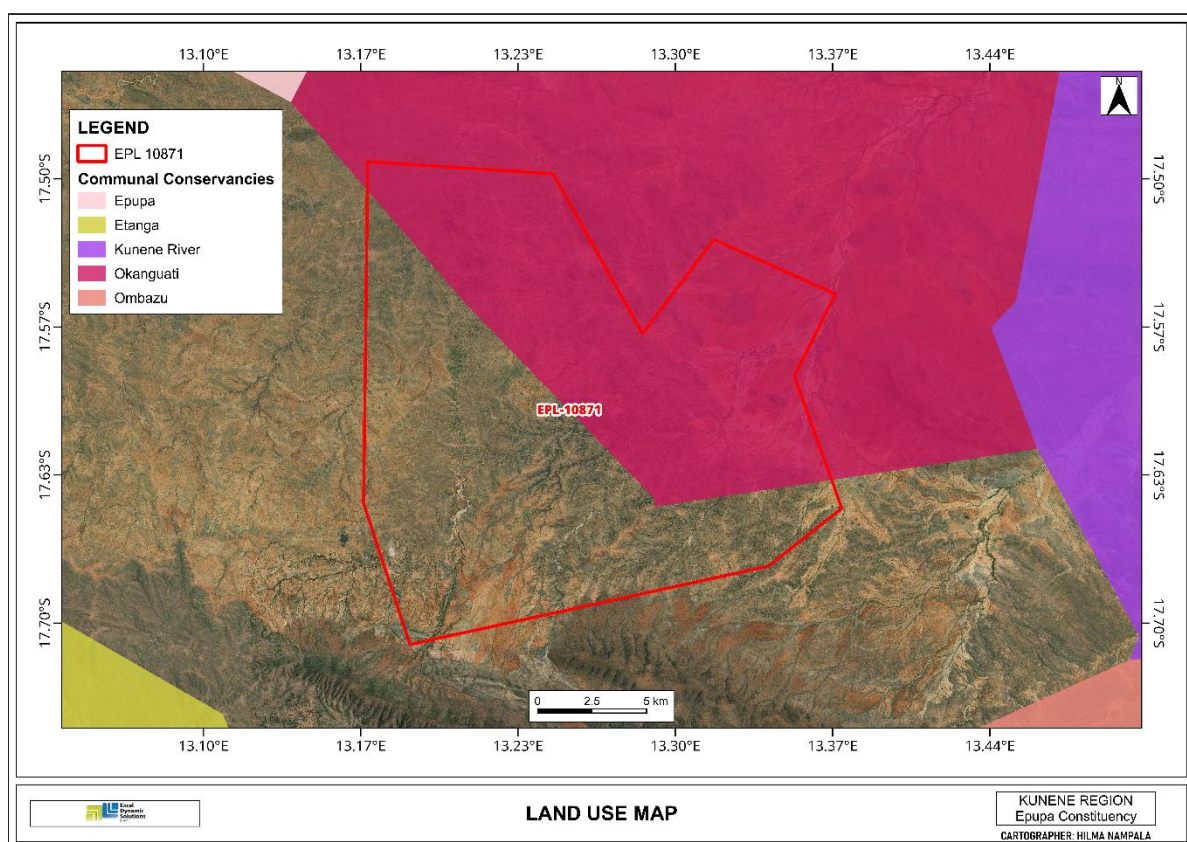 13.10°E 13.17°E 13.23°E 13.30°E 13.37°E 13.44°E
N
LEGEND
EPL 10871
Communal Conservancies
Epupa
Etanga
Kunene River
Okanguati
Ombazu
17.50°S 17.50°S
17.57°S 17.57°S
EPL-10871
17.63°S 17.63°S
17.70°S 17.70°S
0 2.5 5 km
13.10°E 13.17°E 13.23°E 13.30°E 13.37°E 13.44°E
Excel
Dynamic
Solutions
LAND USE MAP
KUNENE REGION
Epupa Constituency
CARTOGRAPHER: HILMA NAMPALA